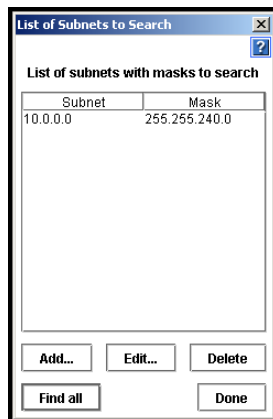 List of Subnets to Search
?
List of subnets with masks to search
Subnet Mask
10.0.0.0 255.255.240.0
Add... Edit... Delete
Find all Done